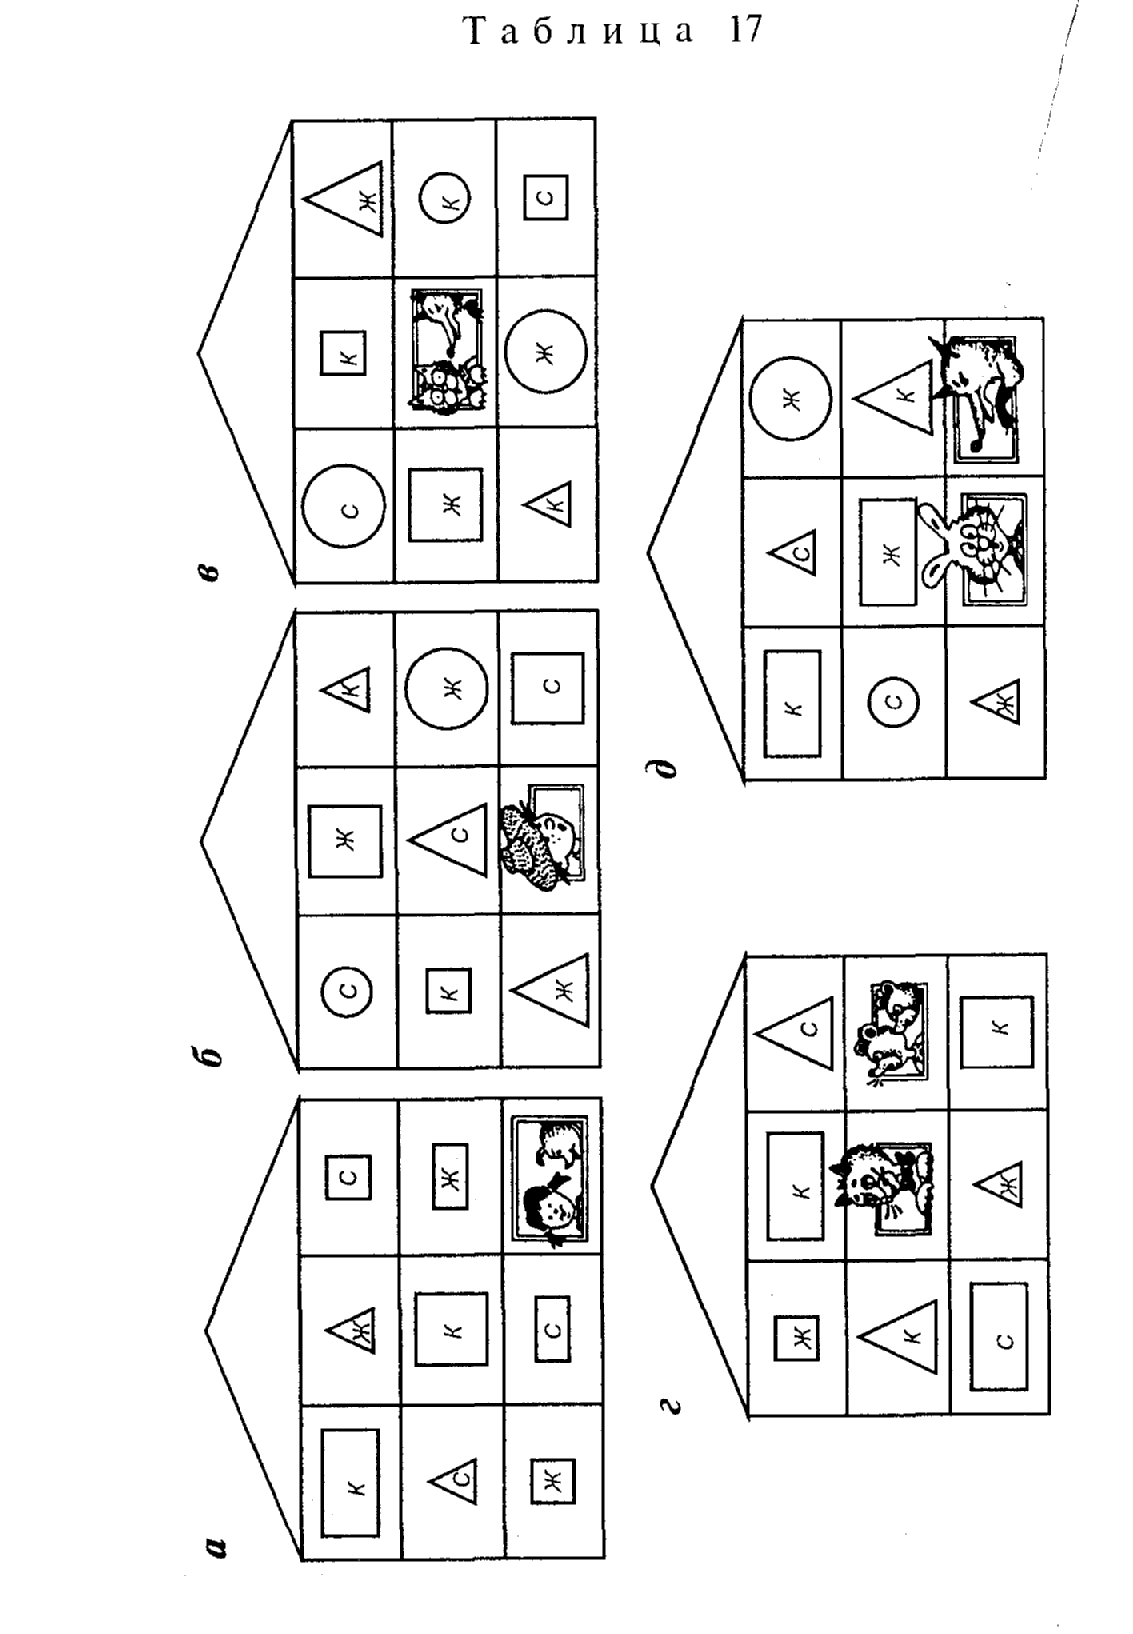 Таблица 17
а
К Ж С
С К Ж
Ж С
б
С Ж К
К С Ж
Ж С
в
С К Ж
Ж К
К Ж С
г
Ж К С
К
С Ж К
д
К С Ж
С Ж К
Ж